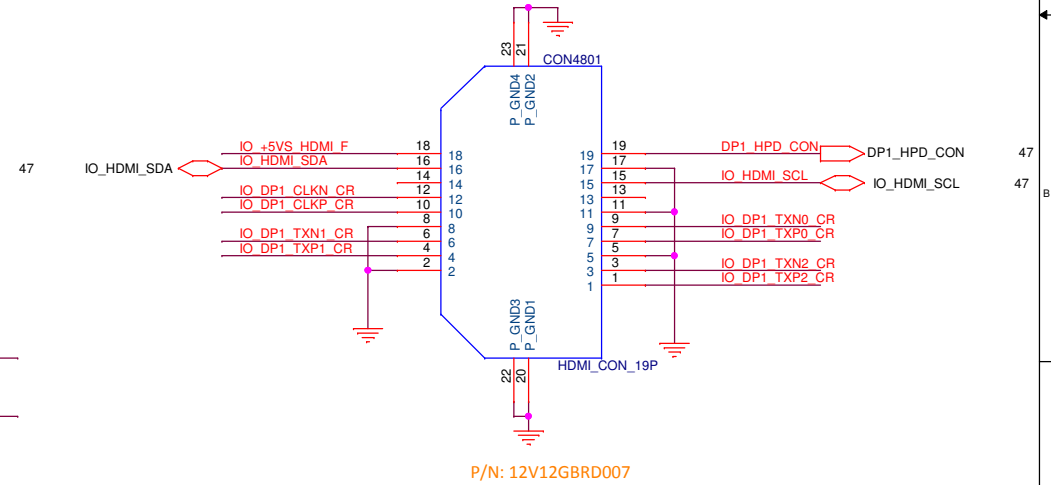 23
21
CON4801
P_GND4
P_GND2
IO_+5VS_HDMI_F 18 18
47 IO_HDMI_SDA IO_HDMI_SDA 16 16
14 14
IO_DP1_CLKN_CR 12 12
IO_DP1_CLKP_CR 10 10
8 8
IO_DP1_TXN1_CR 6 6
IO_DP1_TXP1_CR 4 4
2 2
19 19 DP1_HPD_CON DP1_HPD_CON 47
17 17
15 15 IO_HDMI_SCL IO_HDMI_SCL 47
13 13
11 11
9 9 IO_DP1_TXN0_CR
7 7 IO_DP1_TXP0_CR
5 5
3 3 IO_DP1_TXN2_CR
1 1 IO_DP1_TXP2_CR
B
P_GND3
P_GND1
22
20
HDMI_CON_19P
P/N: 12V12GBRD007